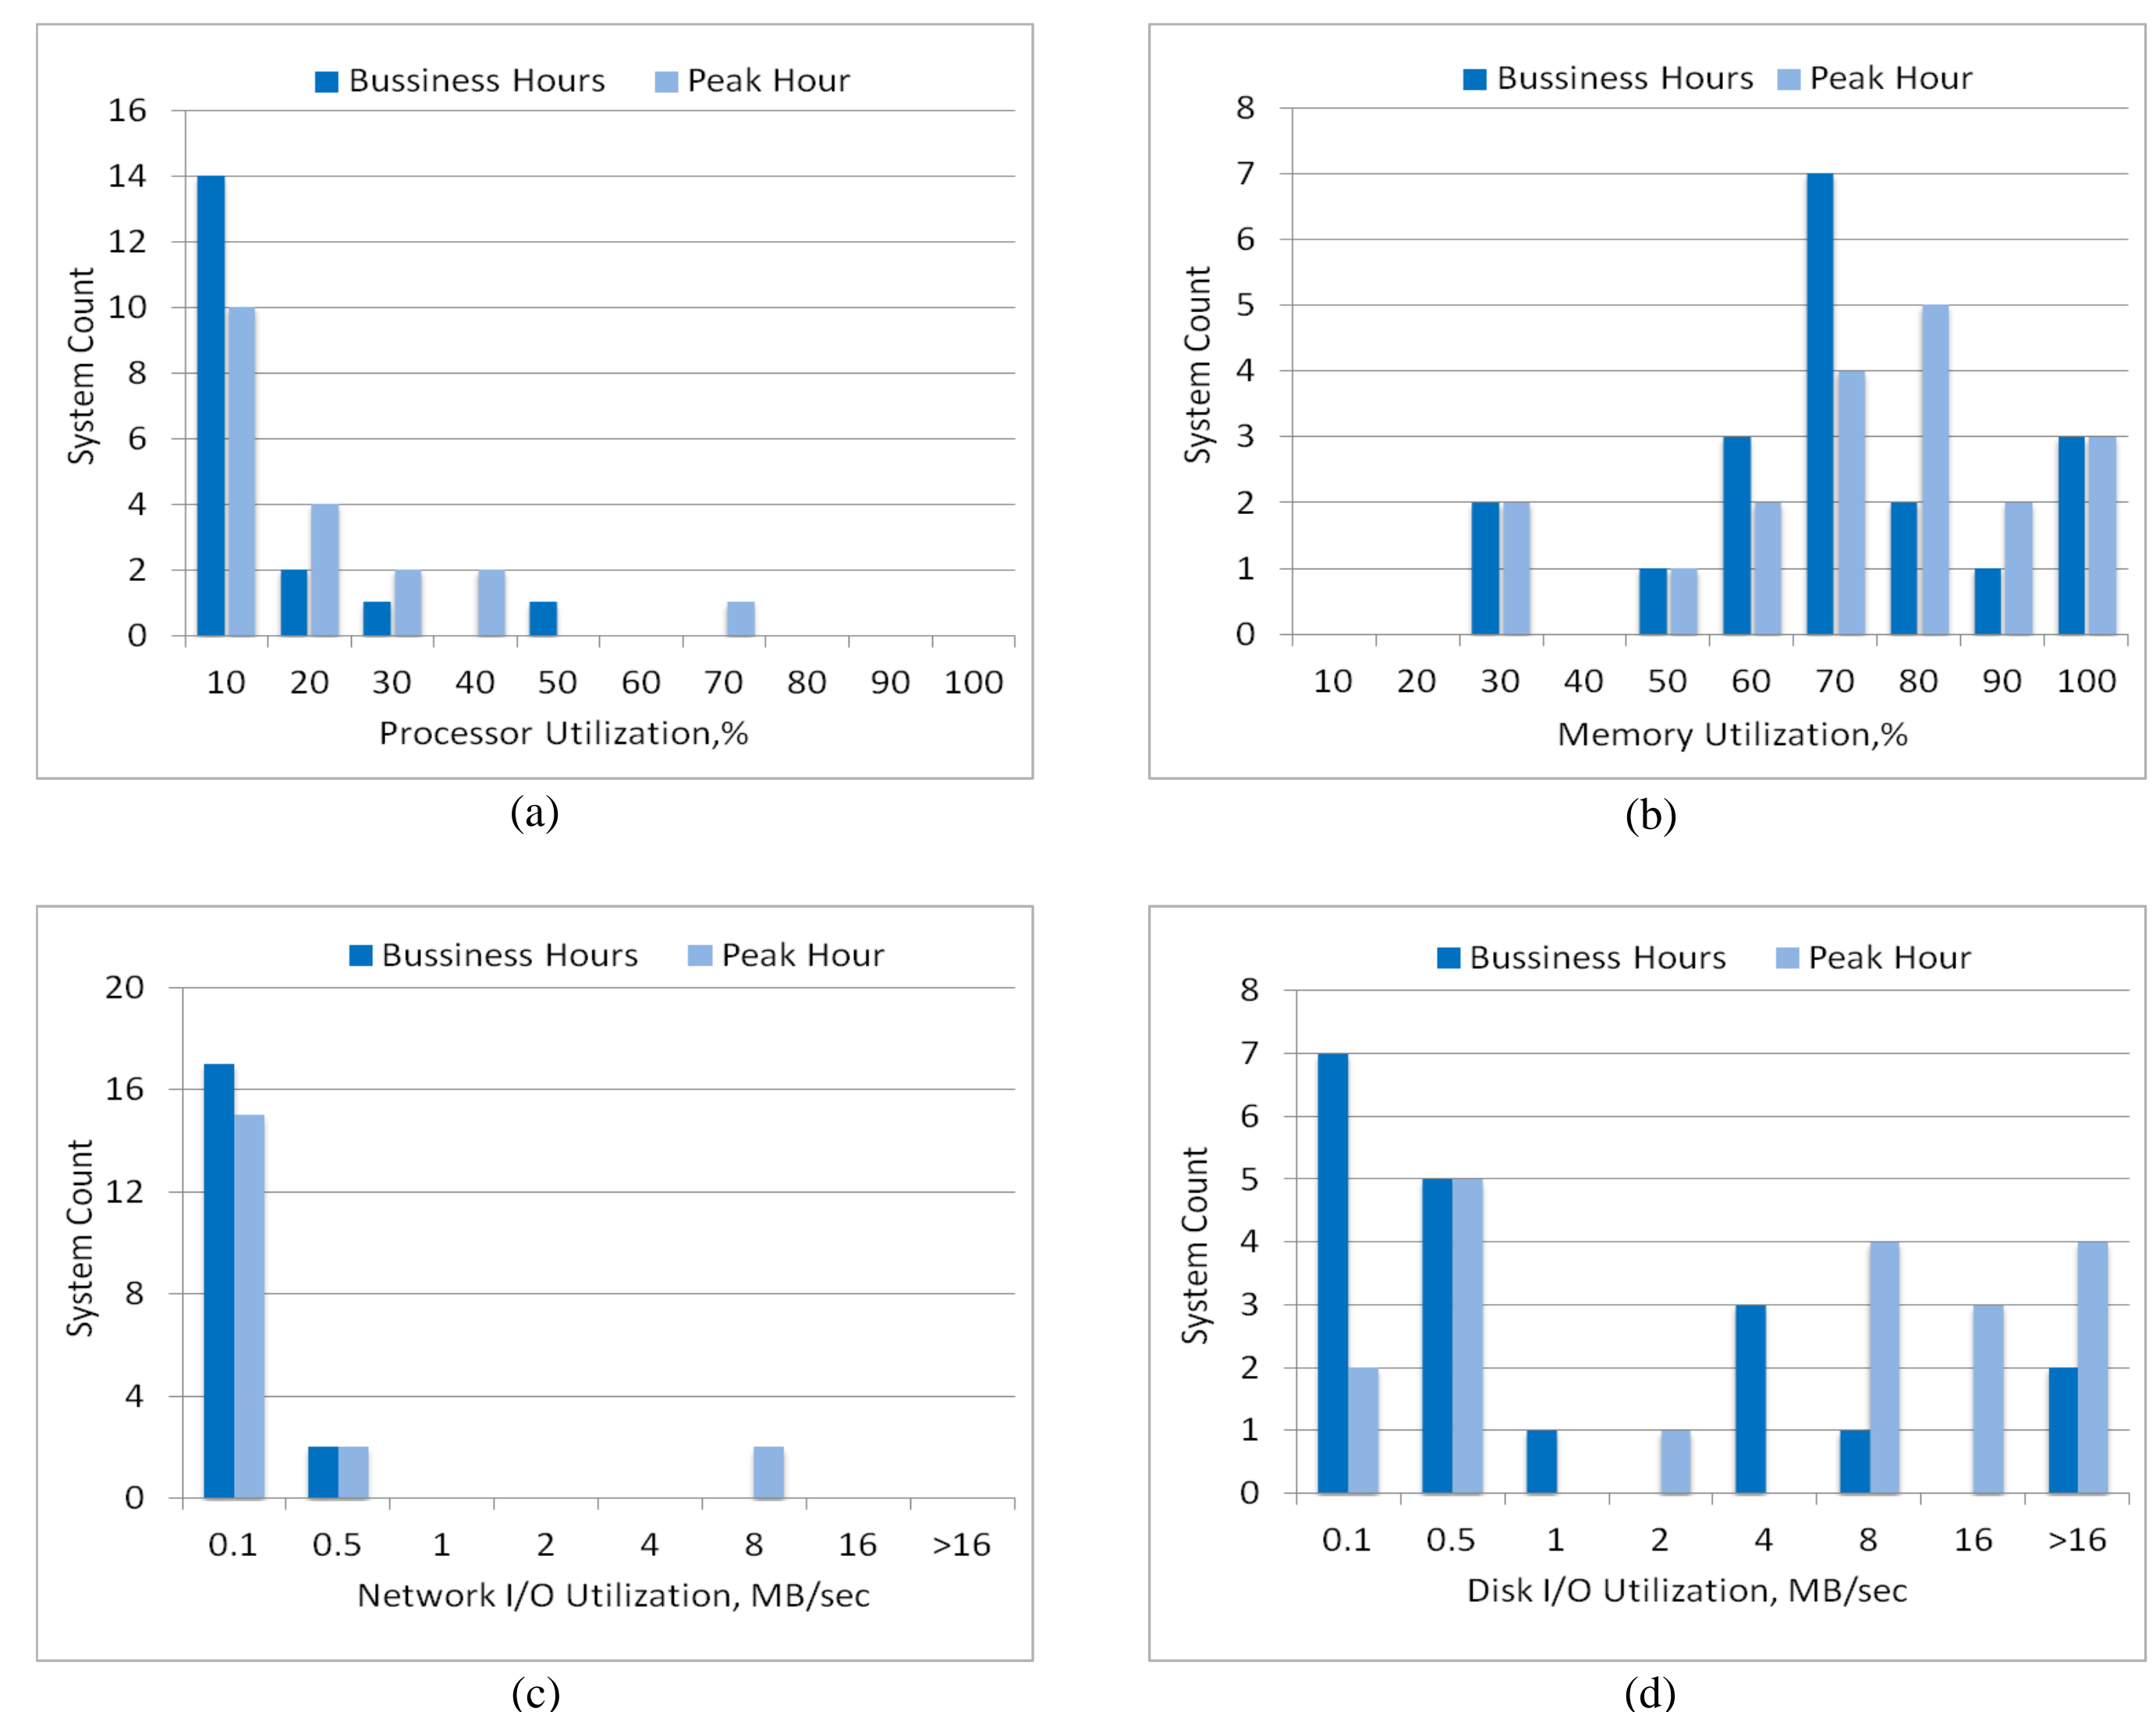 Bussiness Hours Peak Hour
16
14
12
10
8
6
4
2
0
System Count
10 20 30 40 50 60 70 80 90 100
Processor Utilization,%
(a)
Bussiness Hours Peak Hour
8
7
6
5
4
3
2
1
0
System Count
10 20 30 40 50 60 70 80 90 100
Memory Utilization,%
(b)
Bussiness Hours Peak Hour
20
16
12
8
4
0
System Count
0.1 0.5 1 2 4 8 16 >16
Network I/O Utilization, MB/sec
(c)
Bussiness Hours Peak Hour
8
7
6
5
4
3
2
1
0
System Count
0.1 0.5 1 2 4 8 16 >16
Disk I/O Utilization, MB/sec
(d)